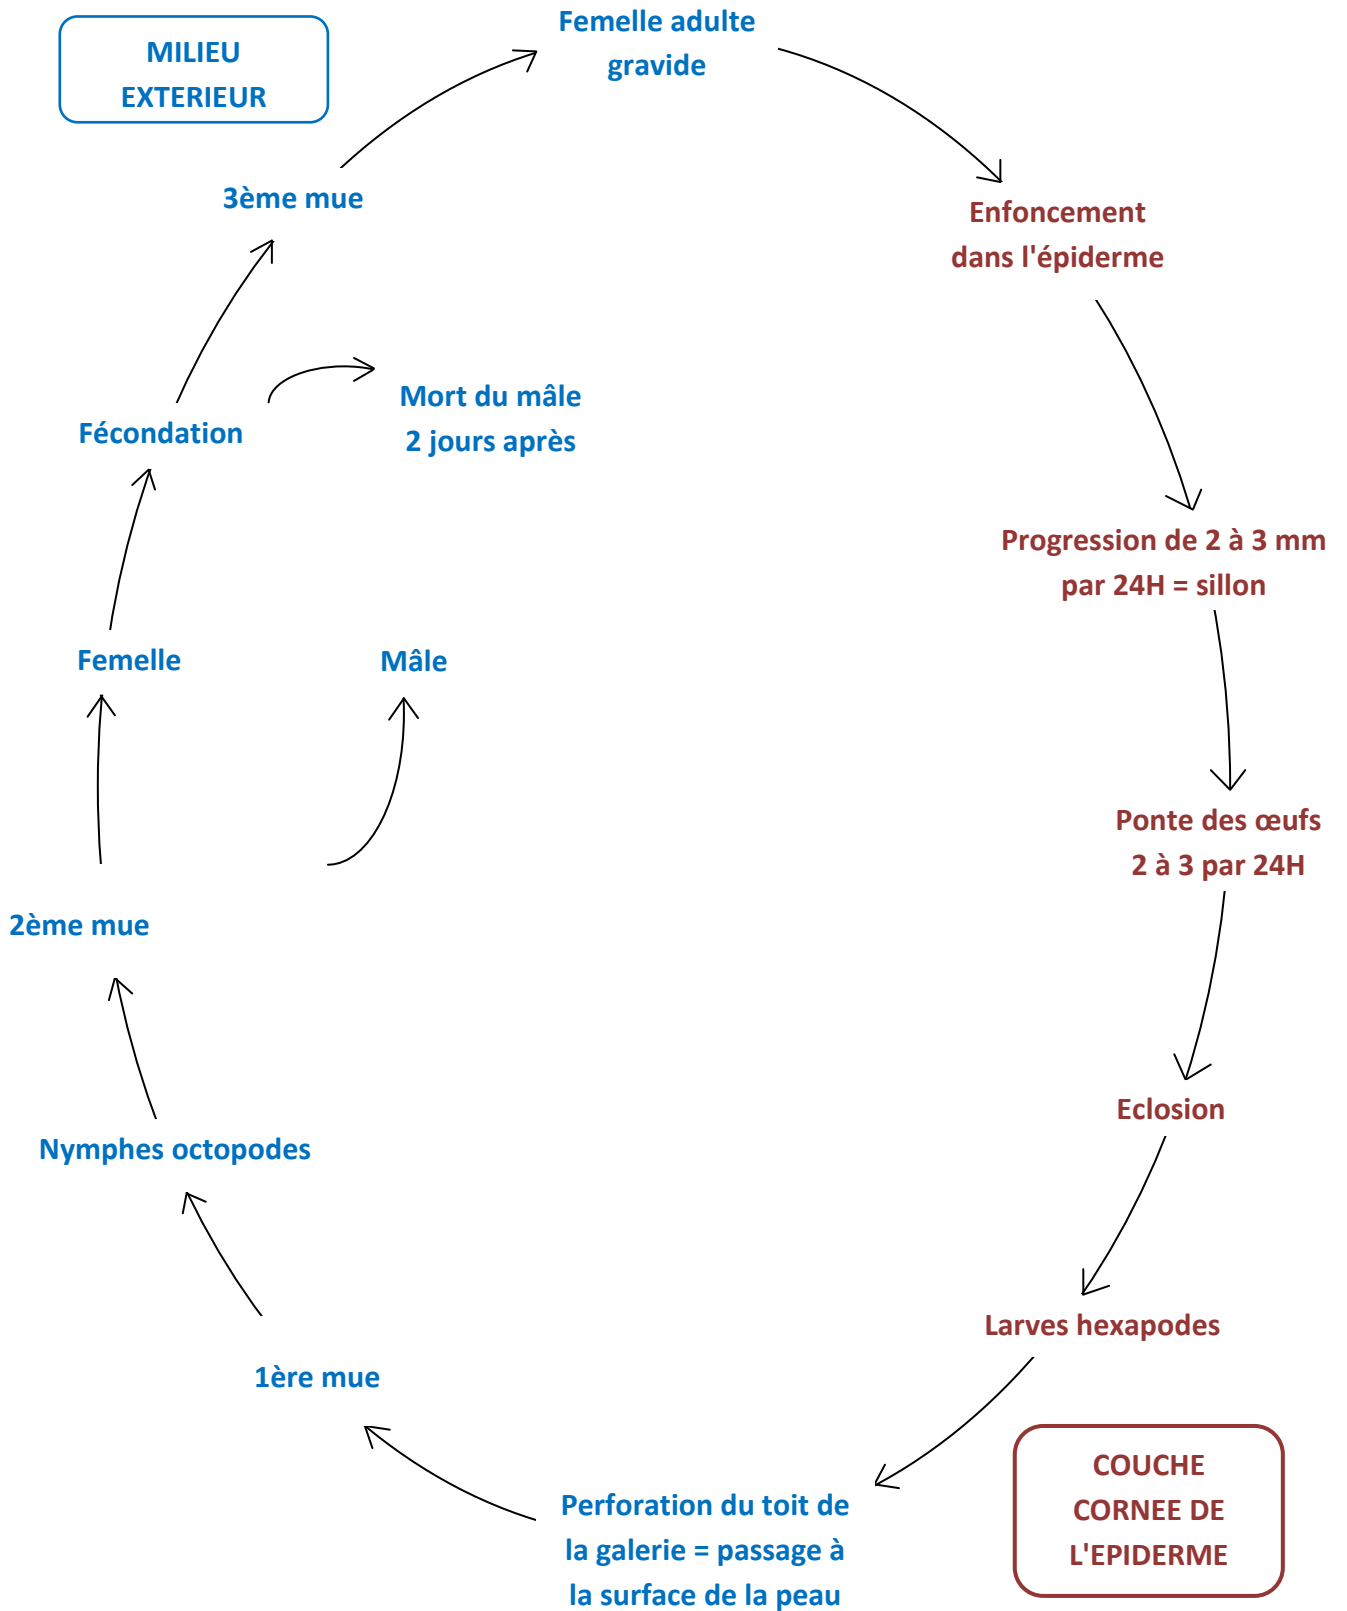 MILIEU
EXTERIEUR
Femelle adulte
gravide
3ème mue
Enfoncement
dans l'épiderme
Mort du mâle
2 jours après
Fécondation
Progression de 2 à 3 mm
par 24H = sillon
Femelle
Mâle
Ponte des œufs
2 à 3 par 24H
2ème mue
Eclosion
Nymphes octopodes
Larves hexapodes
1ère mue
COUCHE
CORNEE DE
L'EPIDERME
Perforation du toit de
la galerie = passage à
la surface de la peau